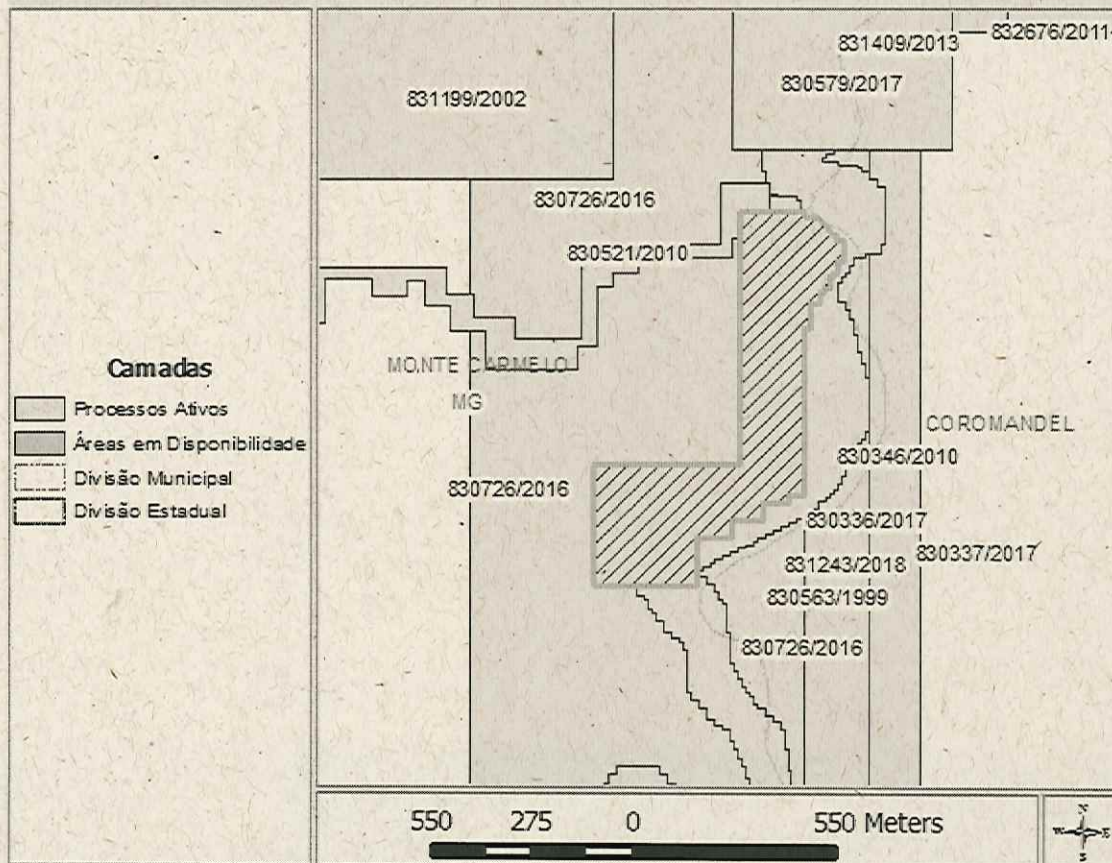 Camadas
Processos Ativos
Áreas em Disponibilidade
Divisão Municipal
Divisão Estadual
832676/2011
831409/2013
830579/2017
831199/2002
830726/2016
830521/2010
MONTE CARMELO
MG
COROMANDEL
830346/2010
830726/2016
830336/2017
830337/2017
831243/2018
830563/1999
830726/2016
550 275 0 550 Meters
N
W E
S